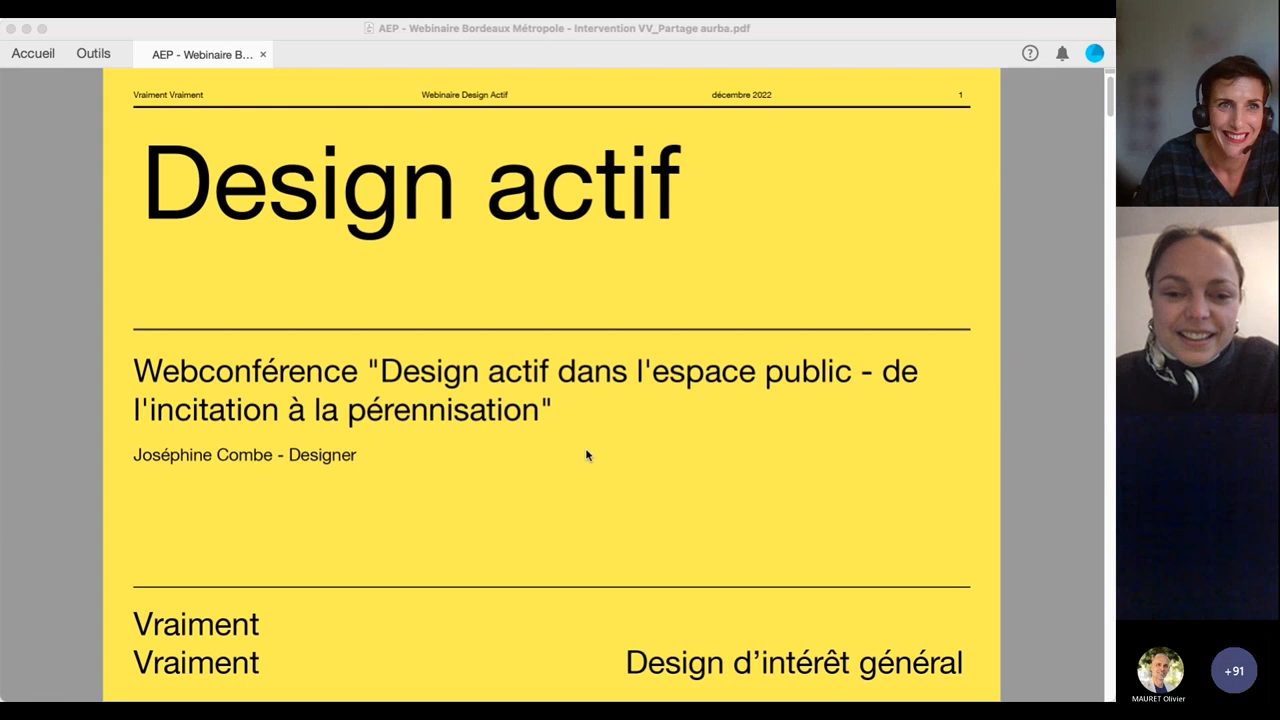 AEP - Webinaire Bordeaux Métropole - Intervention VV_Partage aurba.pdf
Accueil Outils AEP - Webinaire B... ×
Vraiment Vraiment Webinaire Design Actif décembre 2022 1
Design actif
Webconférence "Design actif dans l'espace public - de
l'incitation à la pérennisation"
Joséphine Combe - Designer
Vraiment
Vraiment
Design d’intérêt général
MAURET Olivier
+91